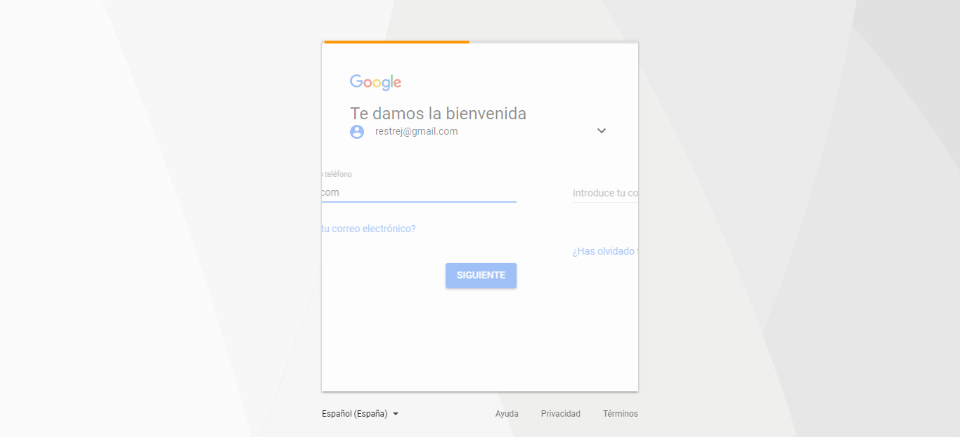 Google
Te damos la bienvenida
restrej@gmail.com
teléfono
.com
Introduce tu co
tu correo electrónico?
¿Has olvidado
SIGUIENTE
Español (España)
Ayuda Privacidad Términos